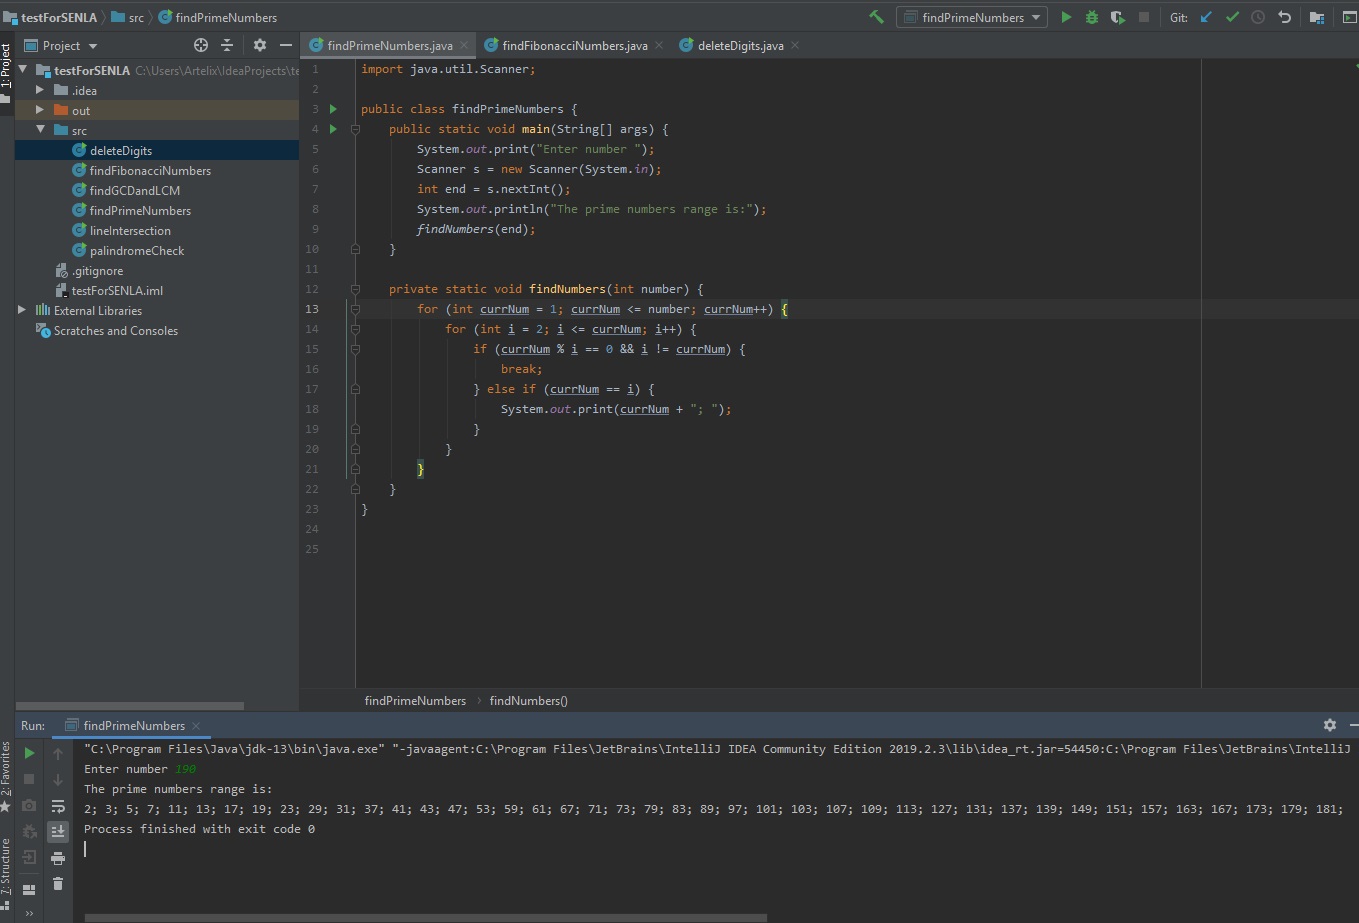 testForSENLA src findPrimeNumbers
findPrimeNumbers Git:
1: Project
Project
findPrimeNumbers.java findFibonacciNumbers.java deleteDigits.java
testForSENLA C:\Users\Artelix\IdeaProjects\te
.idea
out
src
deleteDigits
findFibonacciNumbers
findGCDandLCM
findPrimeNumbers
lineIntersection
palindromeCheck
.gitignore
testForSENLA.iml
External Libraries
Scratches and Consoles
1 import java.util.Scanner;
2
3 public class findPrimeNumbers {
4 public static void main(String[] args) {
5 System.out.print("Enter number ");
6 Scanner s = new Scanner(System.in);
7 int end = s.nextInt();
8 System.out.println("The prime numbers range is:");
9 findNumbers(end);
10 }
11
12 private static void findNumbers(int number) {
13 for (int currNum = 1; currNum <= number; currNum++) {
14 for (int i = 2; i <= currNum; i++) {
15 if (currNum % i == 0 && i != currNum) {
16 break;
17 } else if (currNum == i) {
18 System.out.print(currNum + "; ");
19 }
20 }
21 }
22 }
23 }
24
25
findPrimeNumbers findNumbers()
Run: findPrimeNumbers
"C:\Program Files\Java\jdk-13\bin\java.exe" "-javaagent:C:\Program Files\JetBrains\IntelliJ IDEA Community Edition 2019.2.3\lib\idea_rt.jar=54450:C:\Program Files\JetBrains\IntelliJ
Enter number 190
The prime numbers range is:
2; 3; 5; 7; 11; 13; 17; 19; 23; 29; 31; 37; 41; 43; 47; 53; 59; 61; 67; 71; 73; 79; 83; 89; 97; 101; 103; 107; 109; 113; 127; 131; 137; 139; 149; 151; 157; 163; 167; 173; 179; 181;
Process finished with exit code 0
2: Favorites
7: Structure